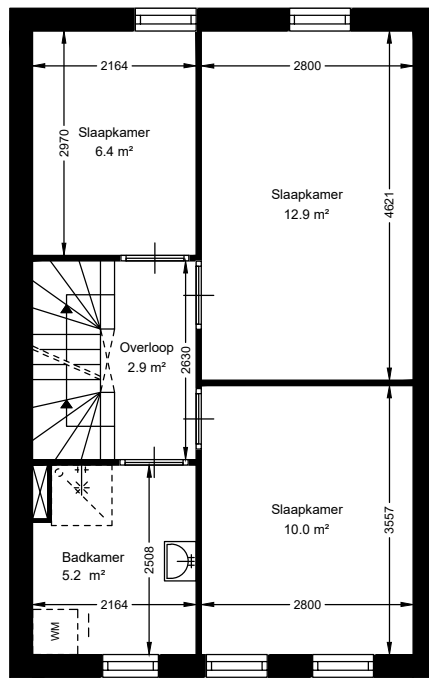 2164
2800
2970
Slaapkamer
6.4 m²
Slaapkamer
12.9 m²
4621
Overloop
2.9 m²
2630
Slaapkamer
10.0 m²
3557
Badkamer
5.2 m²
2508
2164
2800
WM